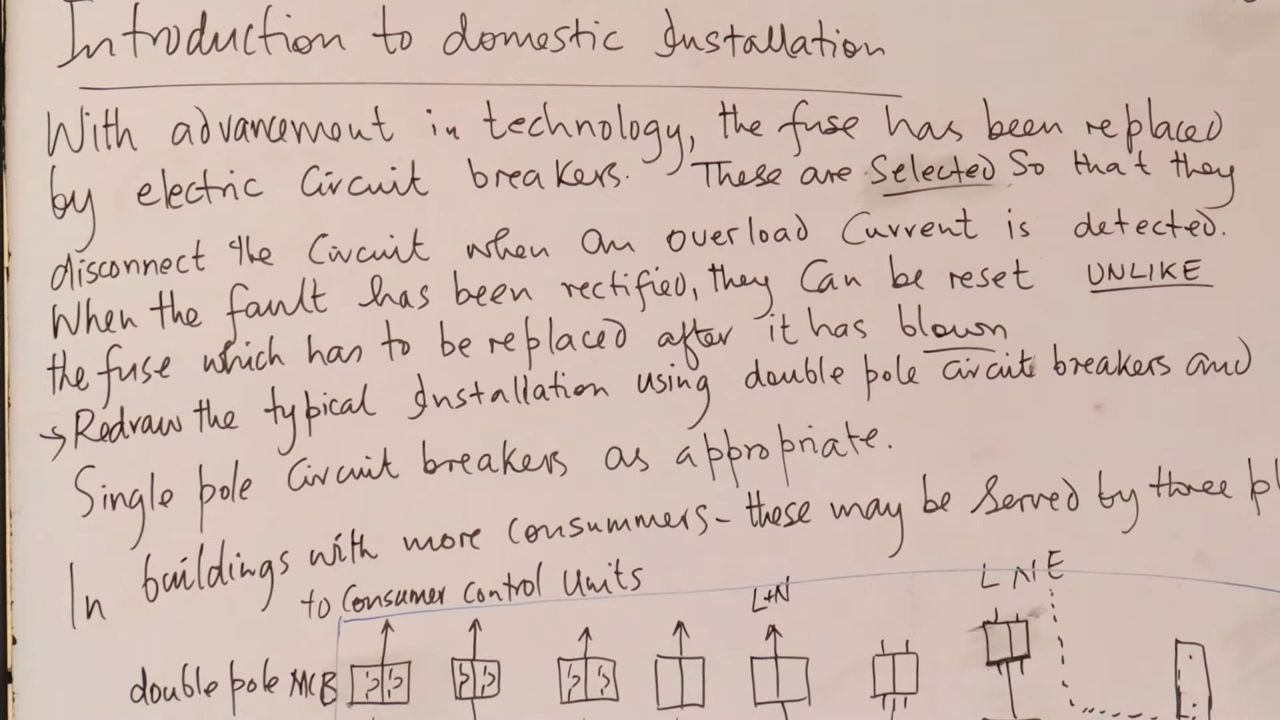 Introduction to domestic Installation
With advancement in technology, the fuse has been replaced
by electric Circuit breakers. These are Selected So that they
disconnect the Circuit when an overload Current is detected.
When the fault has been rectified, they Can be reset UNLIKE
the fuse which has to be replaced after it has blown
→ Redraw the typical Installation using double pole circuit breakers and
Single pole Circuit breakers as appropriate.
In buildings with more Consummers - these may be Served by three
to Consumer control Units
L+N
L N E
double pole MCB